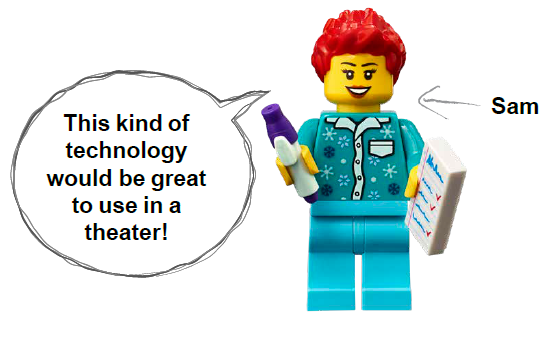 This kind of
technology
would be great
to use in a
theater!
Sam